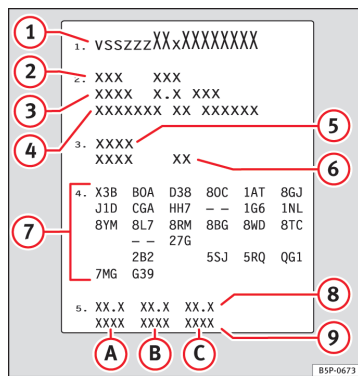 1
1. VSSZZZXXxXXXXXXXX
2
2. XXX XXX
3
XXXX X.X XXX
4
XXXXXXX XX XXXXXX
5
3. XXXX
XXXX XX
6
7
4. X3B BOA D38 8OC 1AT 8GJ
J1D CGA HH7 – – 1G6 1NL
8YM 8L7 8RM 8BG 8WD 8TC
– – 27G
2B2 5SJ 5RQ QG1
7MG G39
8
5. XX.X XX.X XX.X
XXXX XXXX XXXX
9
A B C
B5P-0673